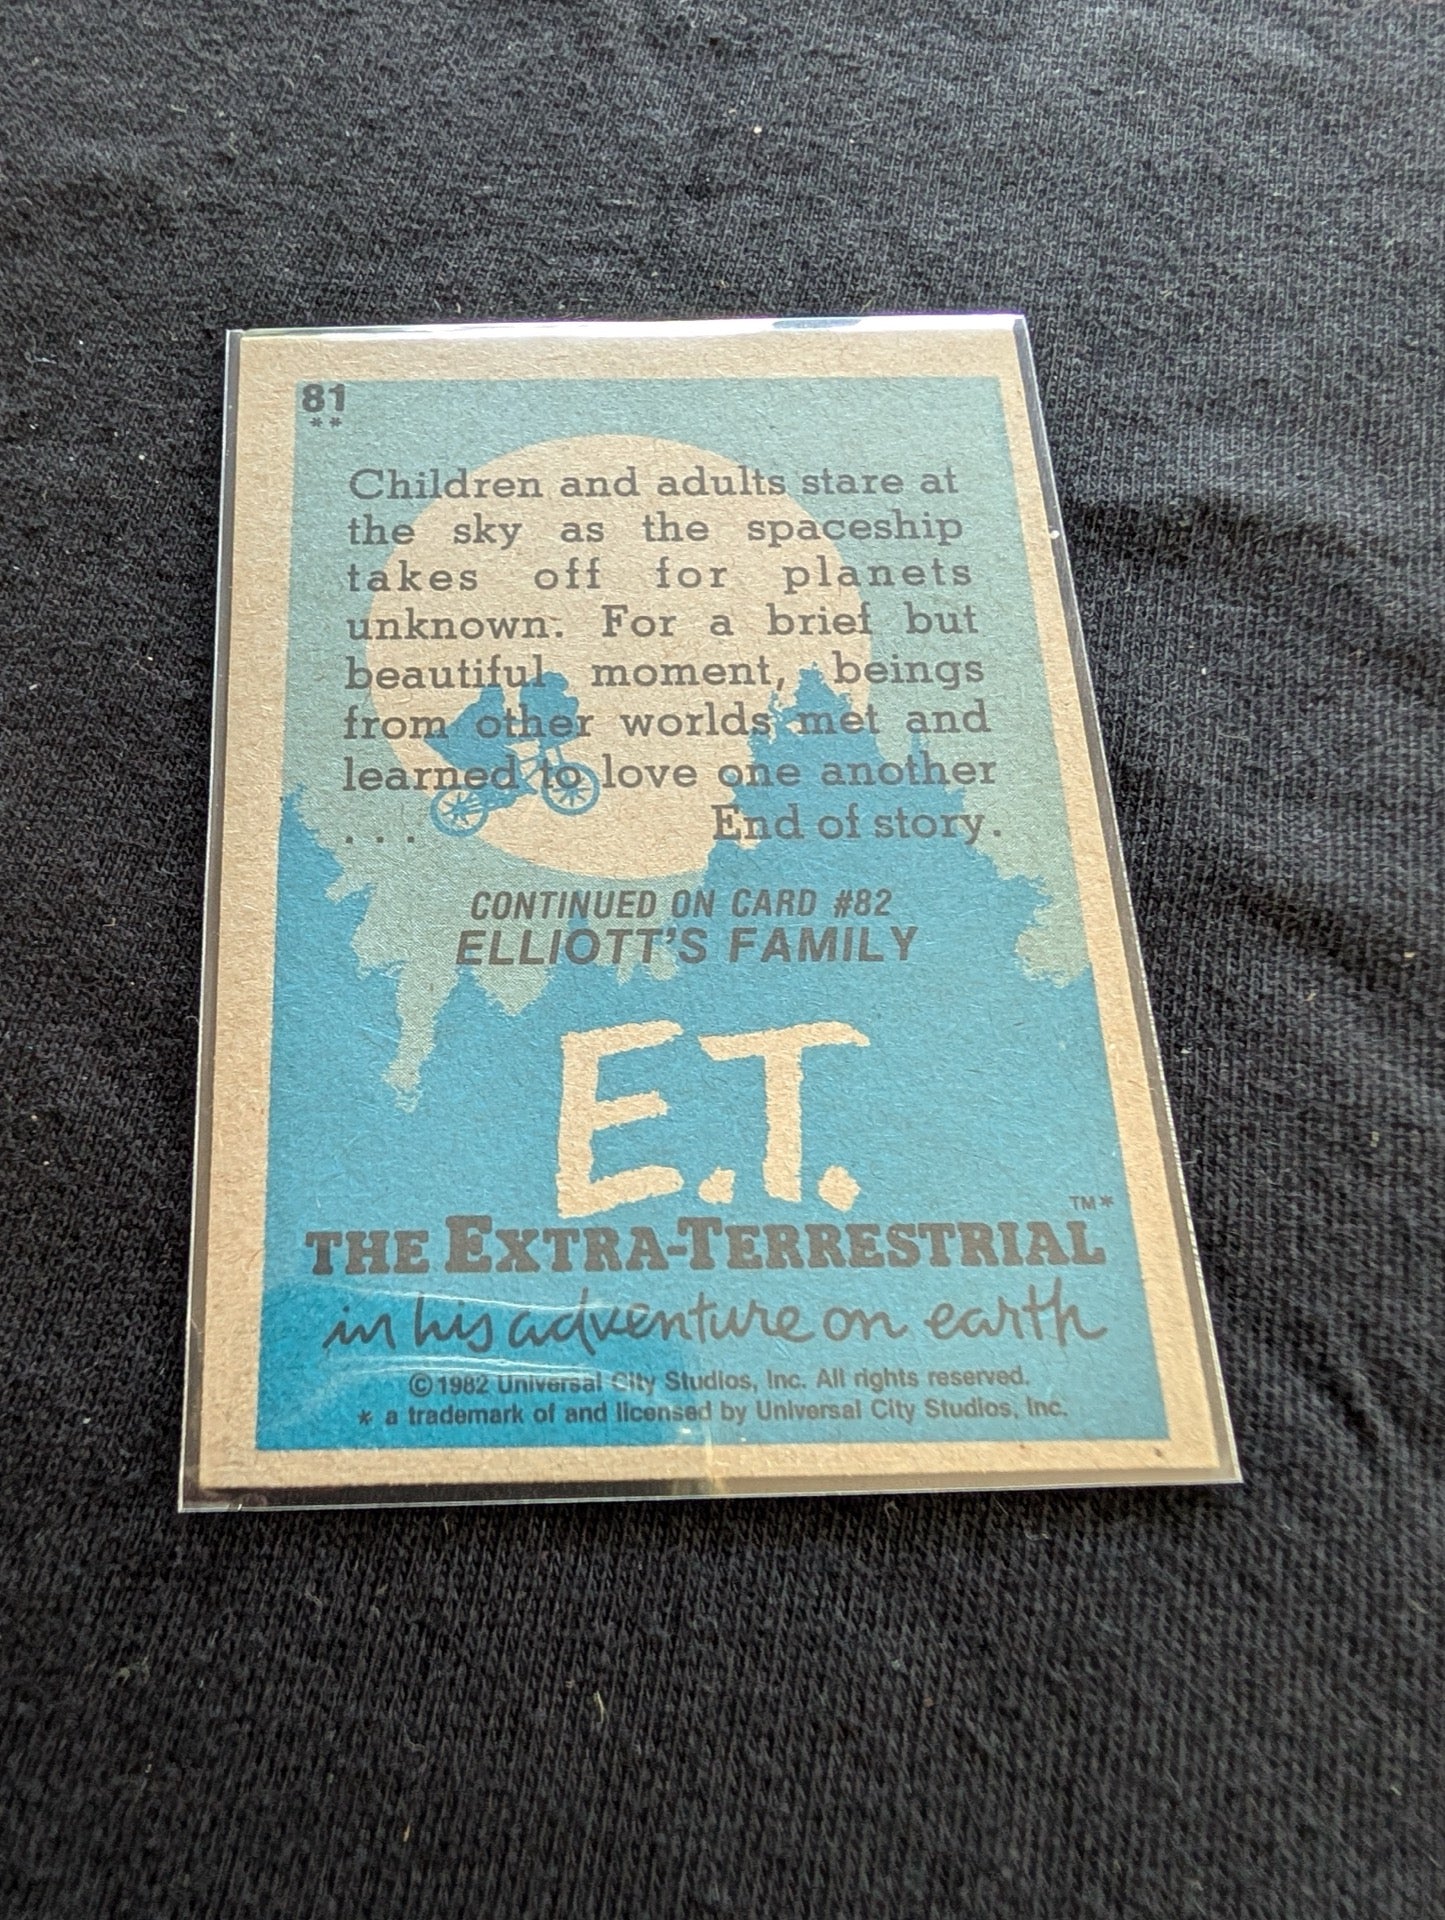 81
**
Children and adults stare at
the sky as the spaceship
takes off for planets
unknown. For a brief but
beautiful moment, beings
from other worlds met and
learned to love one another
... End of story.
CONTINUED ON CARD #82
ELLIOTT'S FAMILY
E.T.
TM*
THE EXTRA-TERRESTRIAL
in his adventure on earth
©1982 Universal City Studios, Inc. All rights reserved.
* a trademark of and licensed by Universal City Studios, Inc.